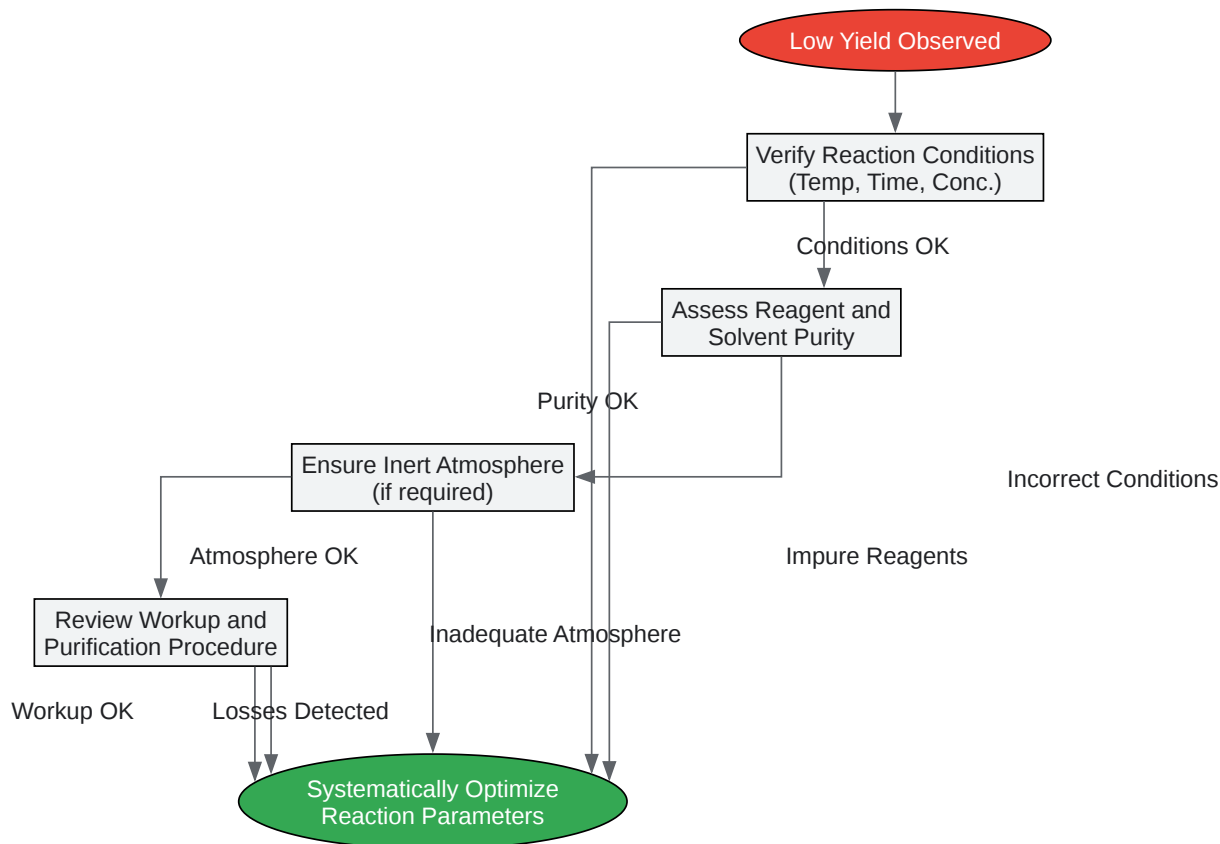 Low Yield Observed
Verify Reaction Conditions
(Temp, Time, Conc.)
Conditions OK
Assess Reagent and
Solvent Purity
Purity OK
Ensure Inert Atmosphere
(if required)
Incorrect Conditions
Atmosphere OK
Impure Reagents
Review Workup and
Purification Procedure
Inadequate Atmosphere
Workup OK
Losses Detected
Systematically Optimize
Reaction Parameters